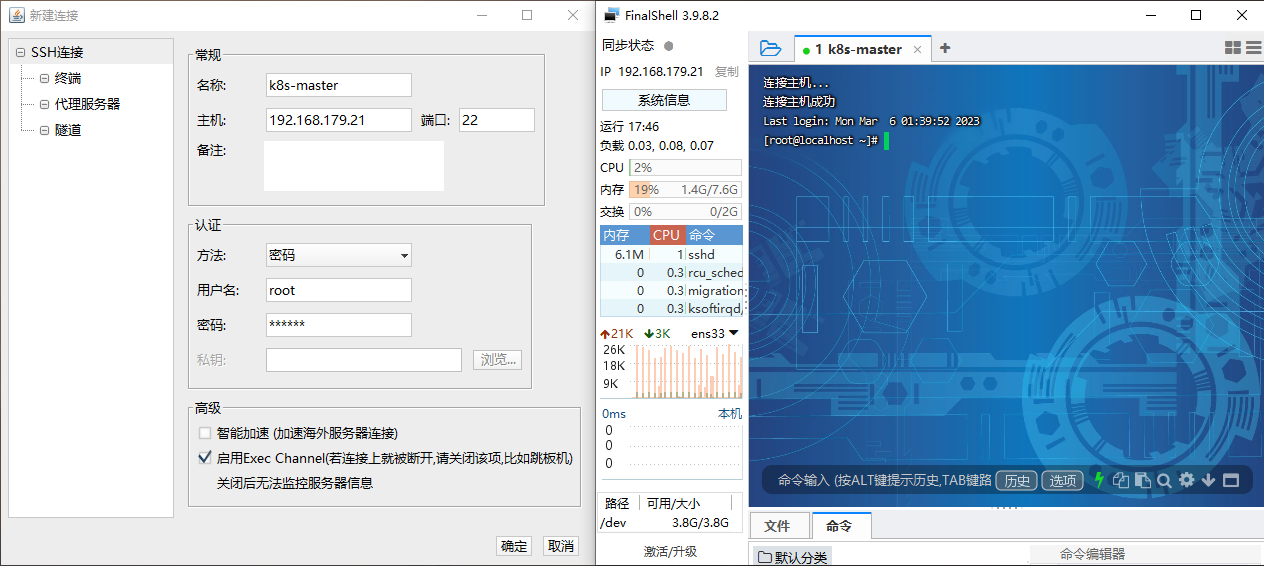 新建连接
SSH连接
终端
代理服务器
隧道
常规
名称: k8s-master
主机: 192.168.179.21 端口: 22
备注:
认证
方法: 密码
用户名: root
密码: ******
私钥: 浏览...
高级
智能加速 (加速海外服务器连接)
启用Exec Channel(若连接上就被断开,请关闭该项,比如跳板机)
关闭后无法监控服务器信息
确定 取消
FinalShell 3.9.8.2
同步状态
IP 192.168.179.21 复制
系统信息
运行 17:46
负载 0.03, 0.08, 0.07
CPU 2%
内存 19% 1.4G/7.6G
交换 0% 0/2G
内存 CPU 命令
6.1M 1 sshd
0 0.3 rcu_sched
0 0.3 migration
0 0.3 ksoftirqd/
21K 3K ens33
26K
18K
9K
0ms 本机
0
0
0
路径 可用/大小
/dev 3.8G/3.8G
激活/升级
1 k8s-master
连接主机...
连接主机成功
Last login: Mon Mar  6 01:39:52 2023
[root@localhost ~]#
命令输入 (按ALT键提示历史,TAB键路 历史 选项
文件 命令
默认分类
命令编辑器